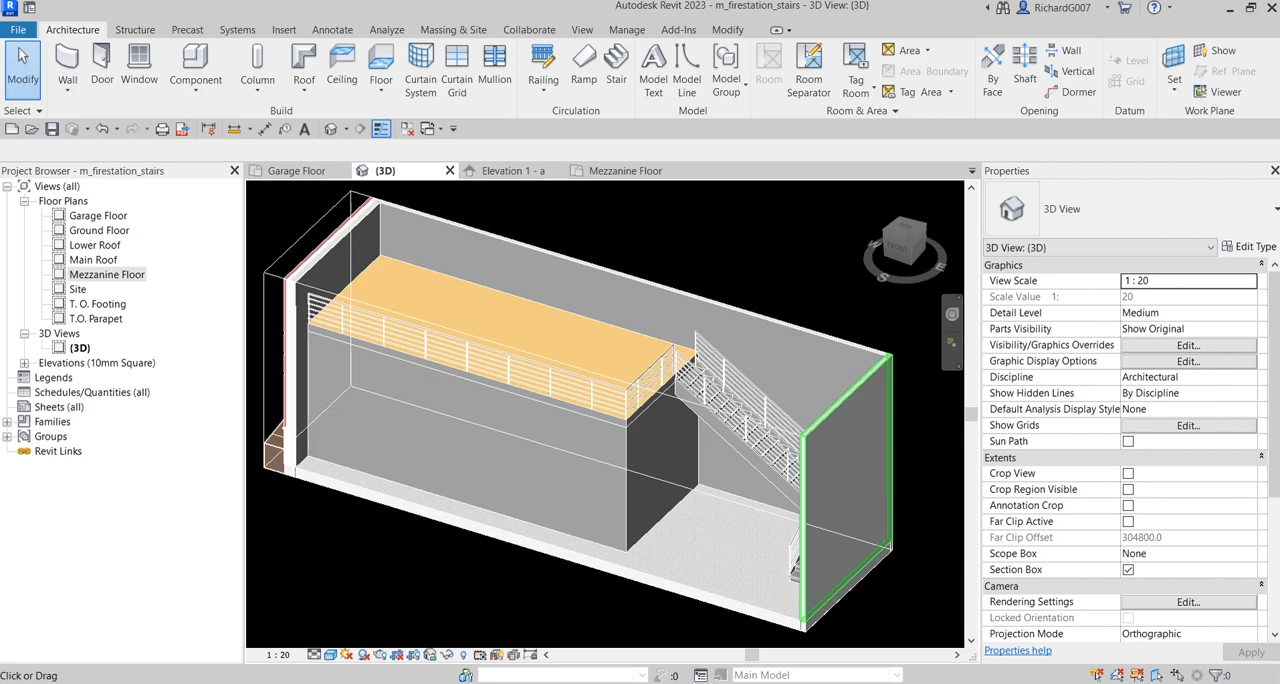 Autodesk Revit 2023 - m_firestation_stairs - 3D View: {3D}
RichardG007
File Architecture Structure Precast Systems Insert Annotate Analyze Massing & Site Collaborate View Manage Add-Ins Modify
Modify Wall Door Window Component Column Roof Ceiling Floor Curtain System Curtain Grid Mullion Railing Ramp Stair Model Text Model Line Model Group Room Room Separator Tag Room Area Area Boundary Tag Area By Face Shaft Wall Vertical Dormer Level Grid Set Show Ref Plane Viewer
Select Build Circulation Model Room & Area Opening Datum Work Plane
Project Browser - m_firestation_stairs
Views (all)
Floor Plans
Garage Floor
Ground Floor
Lower Roof
Main Roof
Mezzanine Floor
Site
T. O. Footing
T.O. Parapet
3D Views
{3D}
Elevations (10mm Square)
Legends
Schedules/Quantities (all)
Sheets (all)
Families
Groups
Revit Links
Garage Floor {3D} Elevation 1 - a Mezzanine Floor
TOP
FRONT
W
S
E
Properties
3D View
3D View: {3D} Edit Type
Graphics
View Scale 1 : 20
Scale Value 1: 20
Detail Level Medium
Parts Visibility Show Original
Visibility/Graphics Overrides Edit...
Graphic Display Options Edit...
Discipline Architectural
Show Hidden Lines By Discipline
Default Analysis Display Style None
Show Grids Edit...
Sun Path
Extents
Crop View
Crop Region Visible
Annotation Crop
Far Clip Active
Far Clip Offset 304800.0
Scope Box None
Section Box
Camera
Rendering Settings Edit...
Locked Orientation
Projection Mode Orthographic
Properties help Apply
1 : 20
Click or Drag :0 Main Model :0